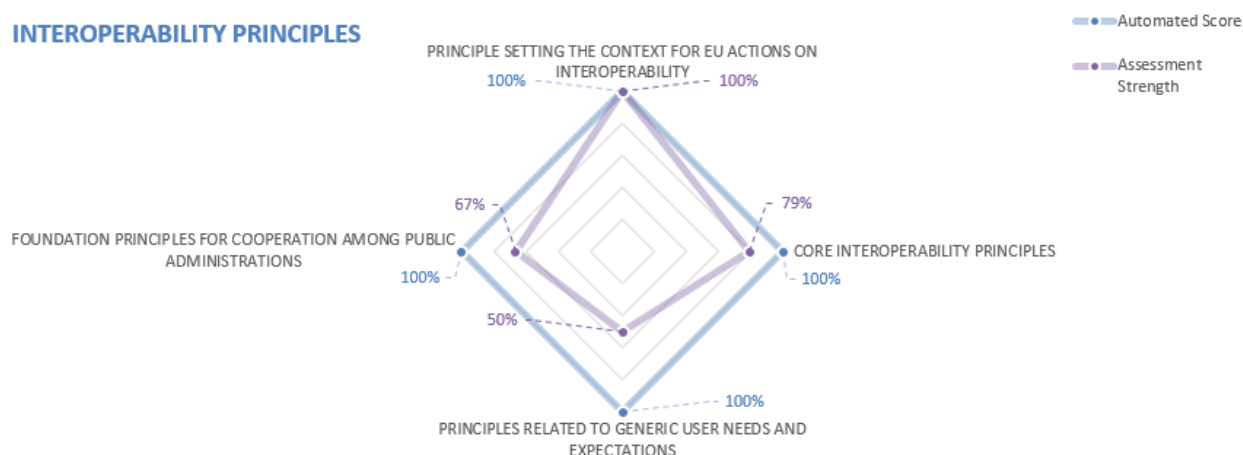 INTEROPERABILITY PRINCIPLES
Automated Score
Assessment
Strength
PRINCIPLE SETTING THE CONTEXT FOR EU ACTIONS ON
INTEROPERABILITY
100%
100%
67%
79%
FOUNDATION PRINCIPLES FOR COOPERATION AMONG PUBLIC
ADMINISTRATIONS
CORE INTEROPERABILITY PRINCIPLES
100%
100%
50%
100%
PRINCIPLES RELATED TO GENERIC USER NEEDS AND
EXPECTATIONS